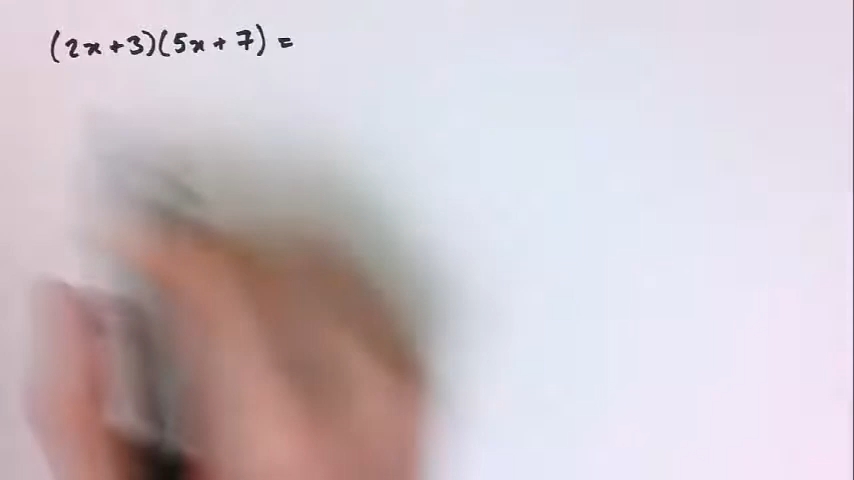 (2x+3)(5x+7) =